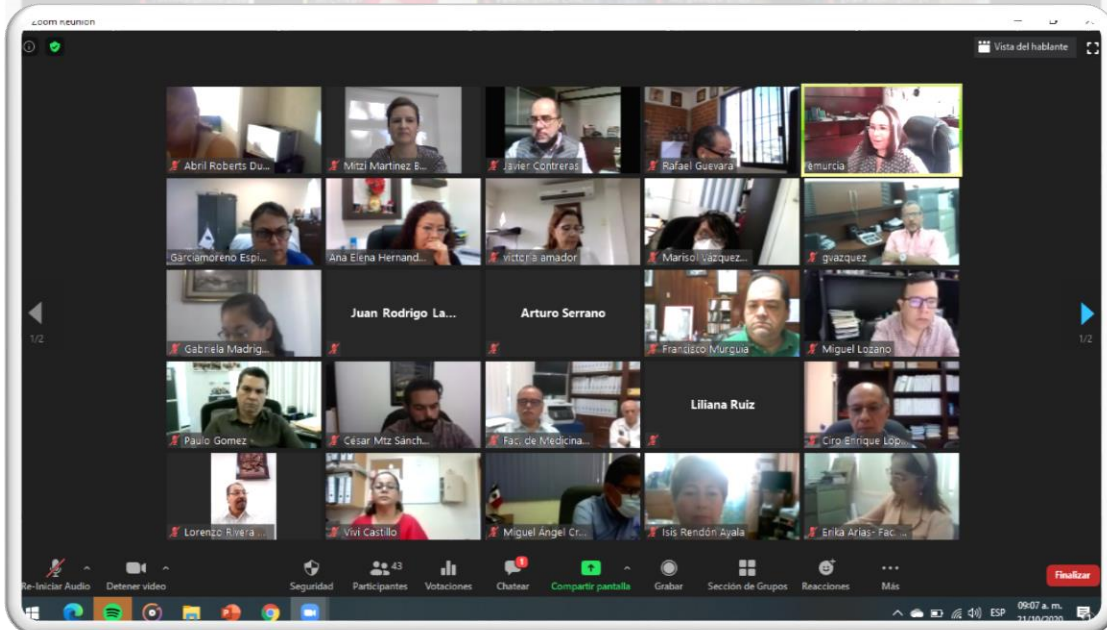 Zoom Reunión
Vista del hablante
Abril Roberts Du...
Mitzi Martinez B...
Javier Contreras
Rafael Guevara
emurcia
Garciamoreno Espi...
Ana Elena Hernand...
victoria amador
Marisol Vázquez...
gvazquez
1/2
Gabriela Madrig...
Juan Rodrigo La...
Arturo Serrano
Francisco Murguia
Miguel Lozano
1/2
Paulo Gomez
César Mtz Sánch...
Fac. de Medicina...
Liliana Ruiz
Ciro Enrique Lop...
Lorenzo Rivera ...
Vivi Castillo
Miguel Angel Cr...
Isis Rendón Ayala
Erika Arias- Fac. ...
Re-Iniciar Audio
Detener video
Seguridad
43
Participantes
Votaciones
1
Chatear
Compartir pantalla
Grabar
Sección de Grupos
Reacciones
Más
Finalizar
ESP
09:07 a. m.
21/10/2020